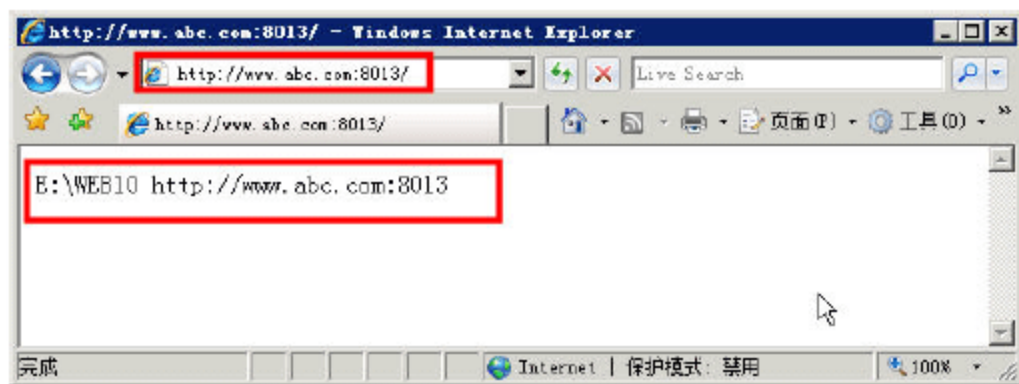 http://www.abc.com:8013/ - Windows Internet Explorer
http://www.abc.com:8013/
Live Search
http://www.abc.com:8013/
页面(P)
工具(O)
E:\WEB10 http://www.abc.com:8013
完成
Internet | 保护模式: 禁用
100%